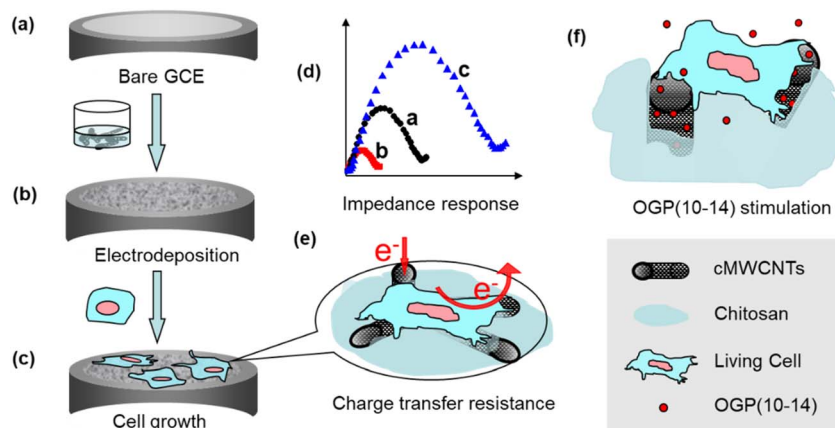 (a)
Bare GCE
(b)
Electrodeposition
(c)
Cell growth
(d)
c
a
b
Impedance response
(e)
e-
e-
Charge transfer resistance
(f)
OGP(10-14) stimulation
cMWCNTs
Chitosan
Living Cell
OGP(10-14)